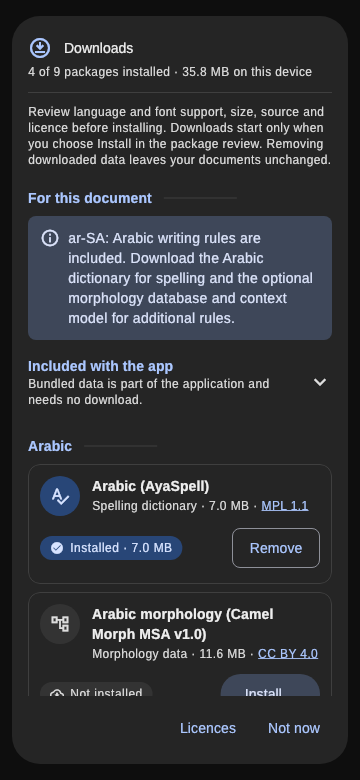 Downloads
4 of 9 packages installed · 35.8 MB on this device
Review language and font support, size, source and
licence before installing. Downloads start only when
you choose Install in the package review. Removing
downloaded data leaves your documents unchanged.
For this document
ar-SA: Arabic writing rules are
included. Download the Arabic
dictionary for spelling and the optional
morphology database and context
model for additional rules.
Included with the app
Bundled data is part of the application and
needs no download.
Arabic
Arabic (AyaSpell)
Spelling dictionary · 7.0 MB · MPL 1.1
Installed · 7.0 MB
Remove
Arabic morphology (Camel
Morph MSA v1.0)
Morphology data · 11.6 MB · CC BY 4.0
Not installed
Install
Licences
Not now